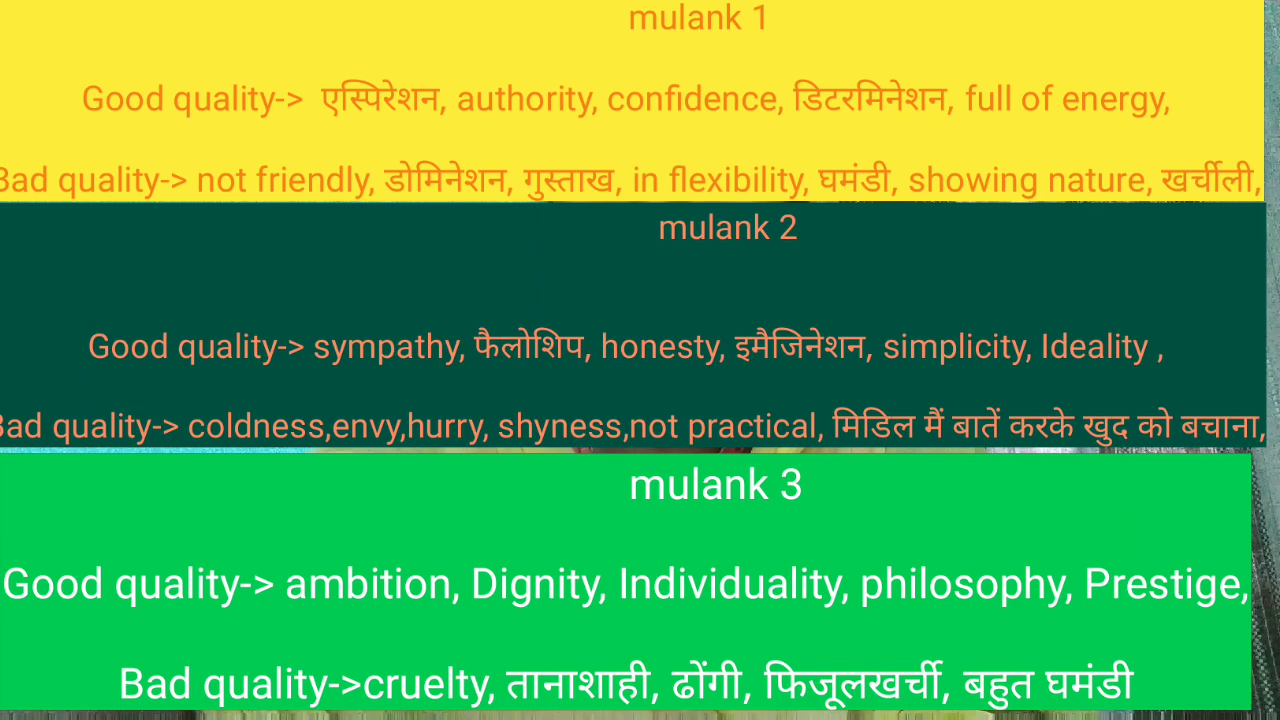 mulank 1
Good quality-> एस्पिरेशन, authority, confidence, डिटरमिनेशन, full of energy,
Bad quality-> not friendly, डोमिनेशन, गुस्ताख, in flexibility, घमंडी, showing nature, खर्चीली,
mulank 2
Good quality-> sympathy, फैलोशिप, honesty, इमैजिनेशन, simplicity, Ideality ,
Bad quality-> coldness,envy,hurry, shyness,not practical, मिडिल मैं बातें करके खुद को बचाना,
mulank 3
Good quality-> ambition, Dignity, Individuality, philosophy, Prestige,
Bad quality->cruelty, तानाशाही, ढोंगी, फिजूलखर्ची, बहुत घमंडी